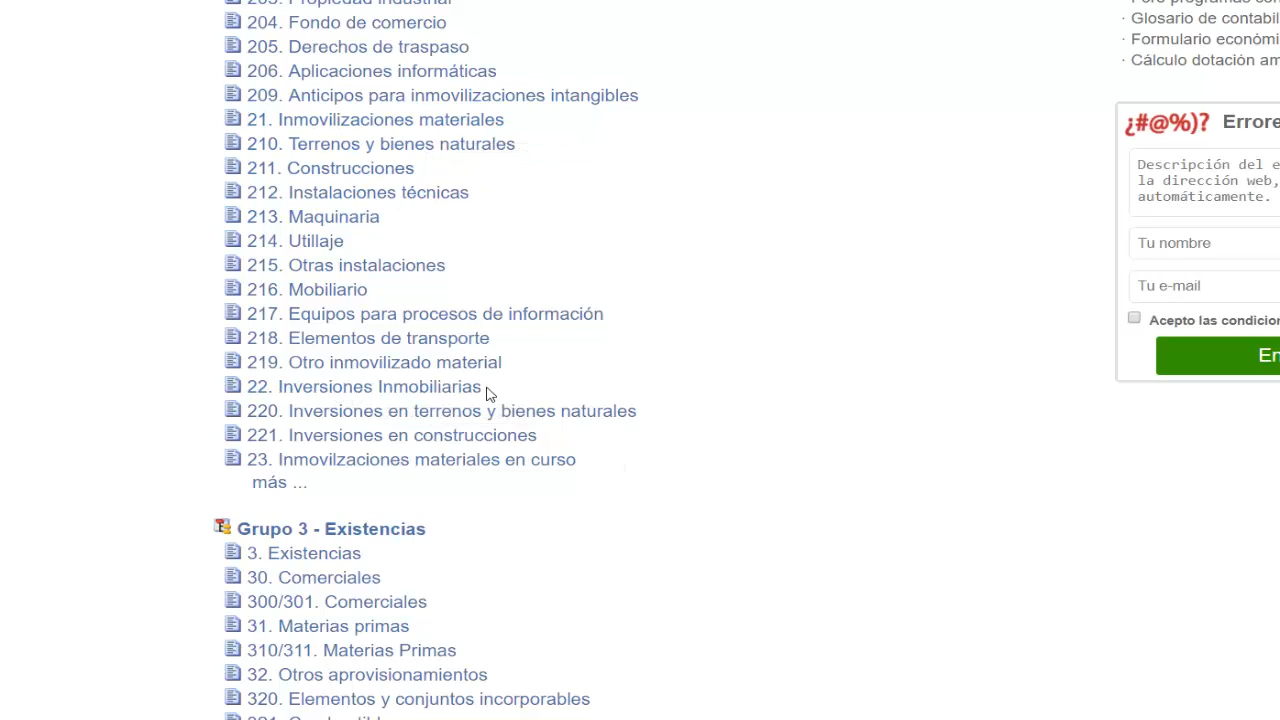 204. Fondo de comercio
205. Derechos de traspaso
206. Aplicaciones informáticas
209. Anticipos para inmovilizaciones intangibles
21. Inmovilizaciones materiales
210. Terrenos y bienes naturales
211. Construcciones
212. Instalaciones técnicas
213. Maquinaria
214. Utillaje
215. Otras instalaciones
216. Mobiliario
217. Equipos para procesos de información
218. Elementos de transporte
219. Otro inmovilizado material
22. Inversiones Inmobiliarias
220. Inversiones en terrenos y bienes naturales
221. Inversiones en construcciones
23. Inmovilzaciones materiales en curso
más ...
Grupo 3 - Existencias
3. Existencias
30. Comerciales
300/301. Comerciales
31. Materias primas
310/311. Materias Primas
32. Otros aprovisionamientos
320. Elementos y conjuntos incorporables
· Glosario de contabil
· Formulario económi
· Cálculo dotación am
¿#@%)? Errore
Descripción del e
la dirección web,
automáticamente.
Tu nombre
Tu e-mail
Acepto las condicion
En